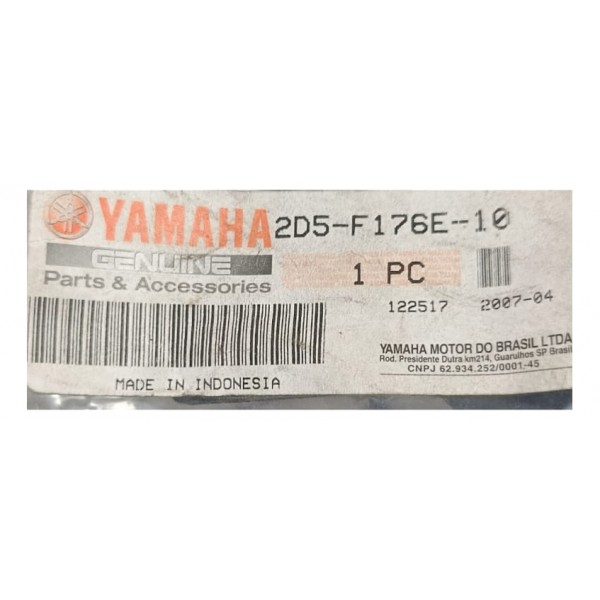 YAMAHA 2D5-F176E-10
GENUINE
Parts & Accessories
1 PC
122517 2007-04
YAMAHA MOTOR DO BRASIL LTDA
Rod. Presidente Dutra km214, Guarulhos SP Brasil
CNPJ 62.934.252/0001-45
MADE IN INDONESIA